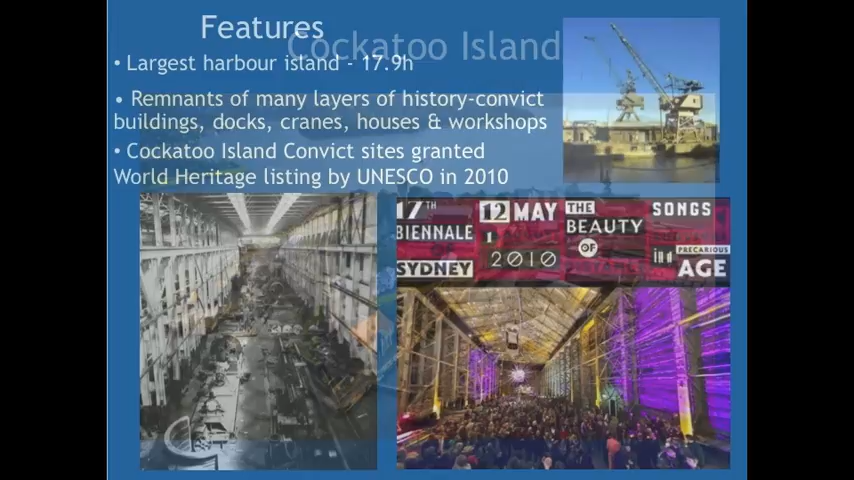 Features
Cockatoo Island
• Largest harbour island - 17.9h
• Remnants of many layers of history-convict
buildings, docks, cranes, houses & workshops
• Cockatoo Island Convict sites granted
World Heritage listing by UNESCO in 2010
17TH
BIENNALE
OF
SYDNEY
12 MAY
1
2010
THE
BEAUTY
OF
SONGS
PRECARIOUS
AGE